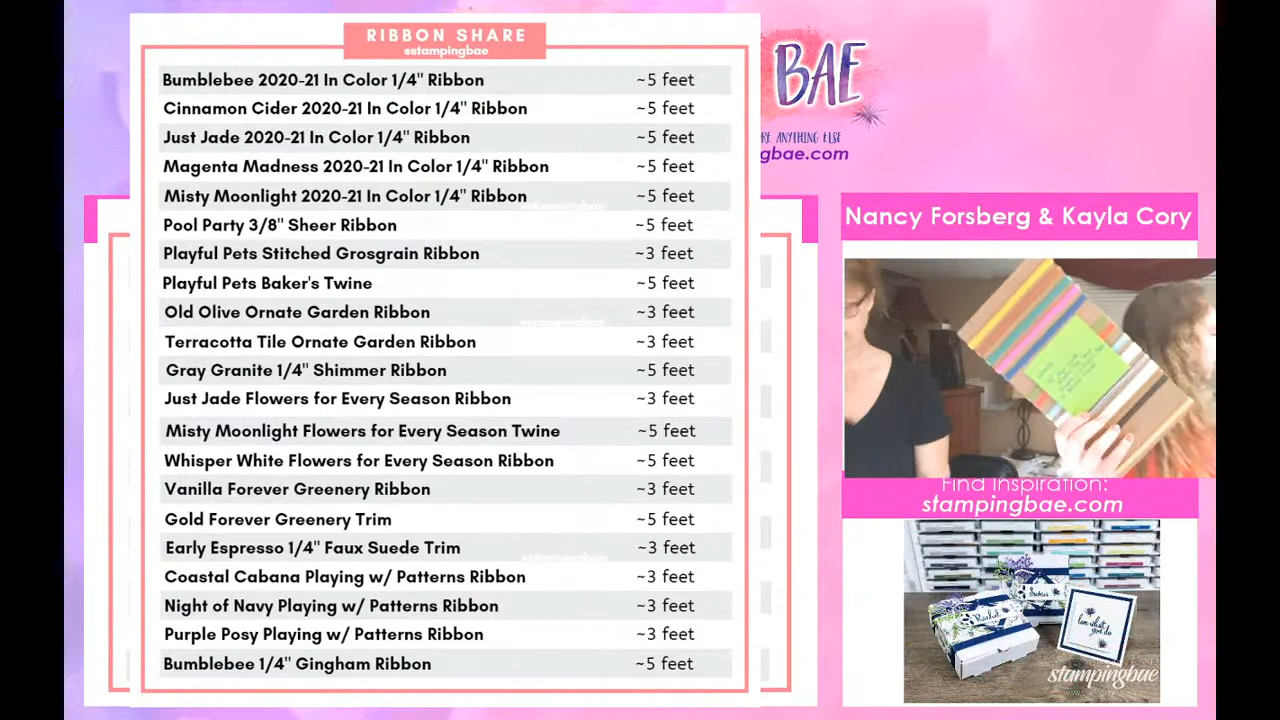 RIBBON SHARE
@stampingbae
Bumblebee 2020-21 In Color 1/4" Ribbon ~5 feet
Cinnamon Cider 2020-21 In Color 1/4" Ribbon ~5 feet
Just Jade 2020-21 In Color 1/4" Ribbon ~5 feet
Magenta Madness 2020-21 In Color 1/4" Ribbon ~5 feet
Misty Moonlight 2020-21 In Color 1/4" Ribbon ~5 feet
Pool Party 3/8" Sheer Ribbon ~5 feet
Playful Pets Stitched Grosgrain Ribbon ~3 feet
Playful Pets Baker's Twine ~5 feet
Old Olive Ornate Garden Ribbon ~3 feet
Terracotta Tile Ornate Garden Ribbon ~3 feet
Gray Granite 1/4" Shimmer Ribbon ~5 feet
Just Jade Flowers for Every Season Ribbon ~3 feet
Misty Moonlight Flowers for Every Season Twine ~5 feet
Whisper White Flowers for Every Season Ribbon ~5 feet
Vanilla Forever Greenery Ribbon ~3 feet
Gold Forever Greenery Trim ~5 feet
Early Espresso 1/4" Faux Suede Trim ~3 feet
Coastal Cabana Playing w/ Patterns Ribbon ~3 feet
Night of Navy Playing w/ Patterns Ribbon ~3 feet
Purple Posy Playing w/ Patterns Ribbon ~3 feet
Bumblebee 1/4" Gingham Ribbon ~5 feet
BAE
RE ANYTHING ELSE
gbae.com
Nancy Forsberg & Kayla Cory
Find Inspiration:
stampingbae.com
love what
you do
stampingbae